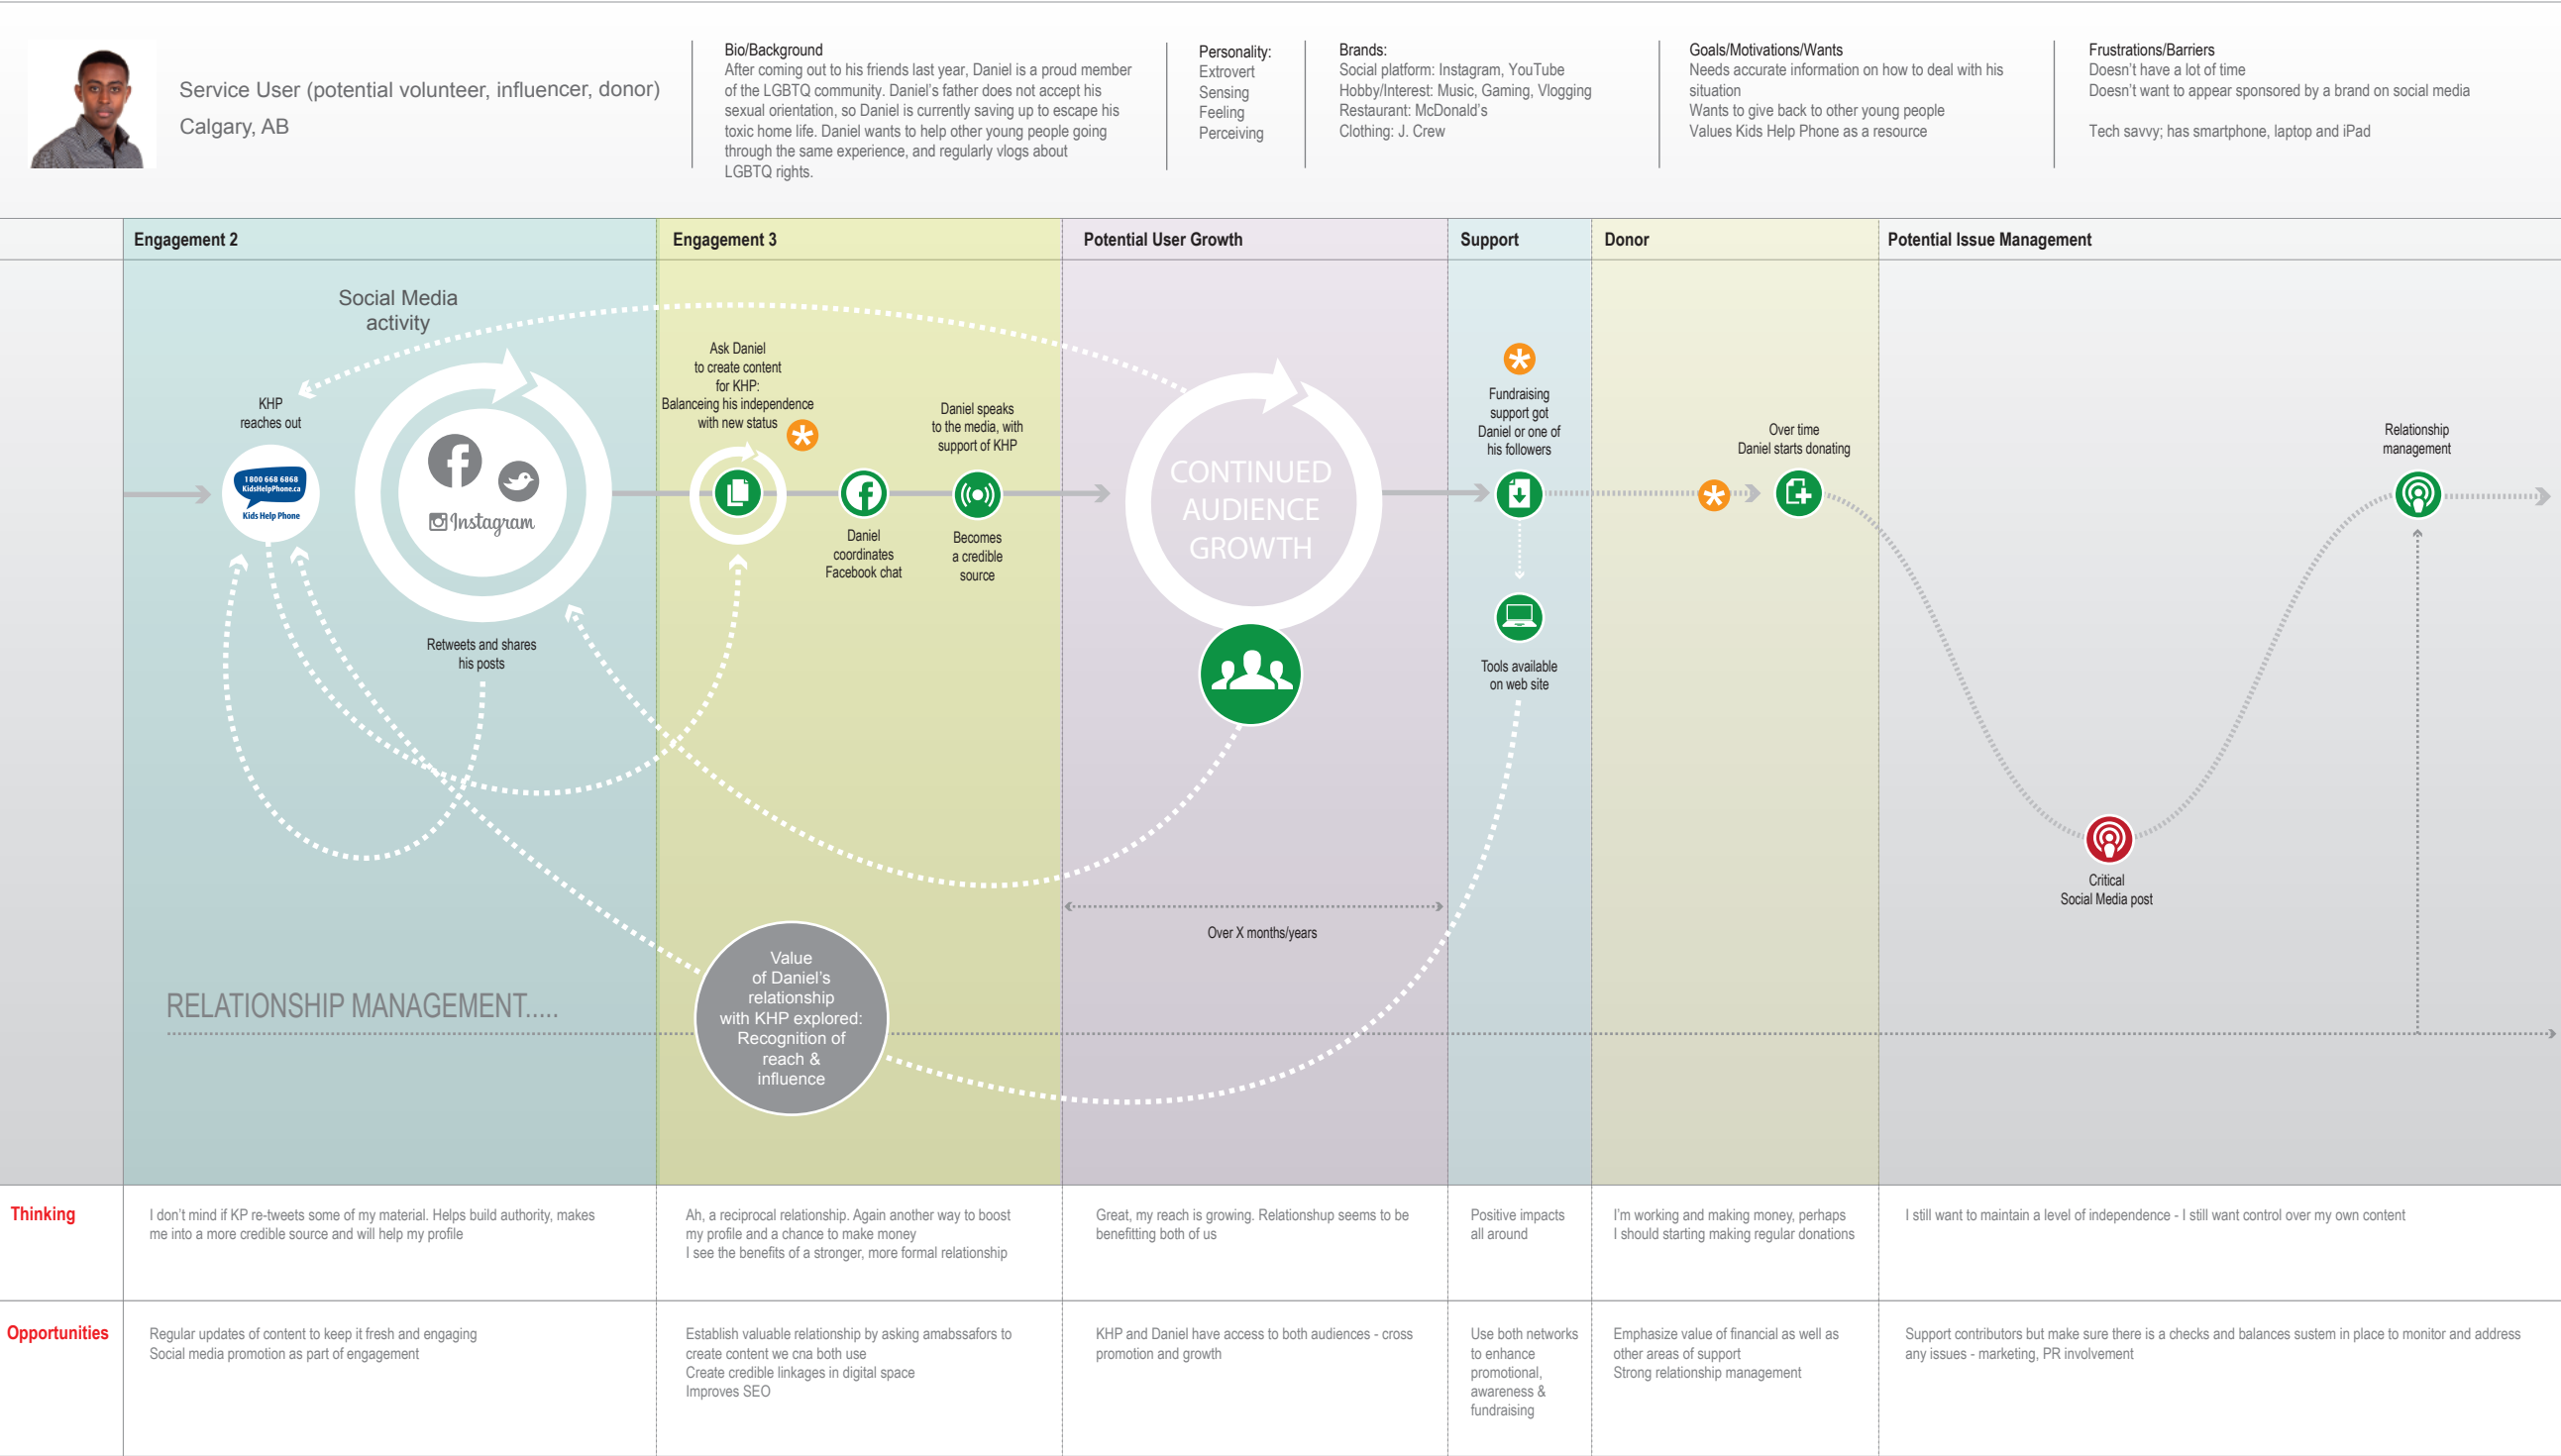 Service User (potential volunteer, influencer, donor)
Calgary, AB
Bio/Background
After coming out to his friends last year, Daniel is a proud member
of the LGBTQ community. Daniel's father does not accept his
sexual orientation, so Daniel is currently saving up to escape his
toxic home life. Daniel wants to help other young people going
through the same experience, and regularly vlogs about
LGBTQ rights.
Personality:
Extrovert
Sensing
Feeling
Perceiving
Brands:
Social platform: Instagram, YouTube
Hobby/Interest: Music, Gaming, Vlogging
Restaurant: McDonald's
Clothing: J. Crew
Goals/Motivations/Wants
Needs accurate information on how to deal with his
situation
Wants to give back to other young people
Values Kids Help Phone as a resource
Frustrations/Barriers
Doesn't have a lot of time
Doesn't want to appear sponsored by a brand on social media
Tech savvy; has smartphone, laptop and iPad
Engagement 2
Engagement 3
Potential User Growth
Support
Donor
Potential Issue Management
Social Media
activity
KHP
reaches out
1 800 668 6868
KidsHelpPhone.ca
Kids Help Phone
Instagram
Retweets and shares
his posts
Ask Daniel
to create content
for KHP:
Balanceing his independence
with new status
Daniel
coordinates
Facebook chat
Daniel speaks
to the media, with
support of KHP
Becomes
a credible
source
CONTINUED
AUDIENCE
GROWTH
Fundraising
support got
Daniel or one of
his followers
Tools available
on web site
Over time
Daniel starts donating
Relationship
management
Critical
Social Media post
Over X months/years
Value
of Daniel's
relationship
with KHP explored:
Recognition of
reach &
influence
RELATIONSHIP MANAGEMENT.....
Thinking
I don't mind if KP re-tweets some of my material. Helps build authority, makes
me into a more credible source and will help my profile
Ah, a reciprocal relationship. Again another way to boost
my profile and a chance to make money
I see the benefits of a stronger, more formal relationship
Great, my reach is growing. Relationshup seems to be
benefitting both of us
Positive impacts
all around
I'm working and making money, perhaps
I should starting making regular donations
I still want to maintain a level of independence - I still want control over my own content
Opportunities
Regular updates of content to keep it fresh and engaging
Social media promotion as part of engagement
Establish valuable relationship by asking amabssafors to
create content we cna both use
Create credible linkages in digital space
Improves SEO
KHP and Daniel have access to both audiences - cross
promotion and growth
Use both networks
to enhance
promotional,
awareness &
fundraising
Emphasize value of financial as well as
other areas of support
Strong relationship management
Support contributors but make sure there is a checks and balances sustem in place to monitor and address
any issues - marketing, PR involvement